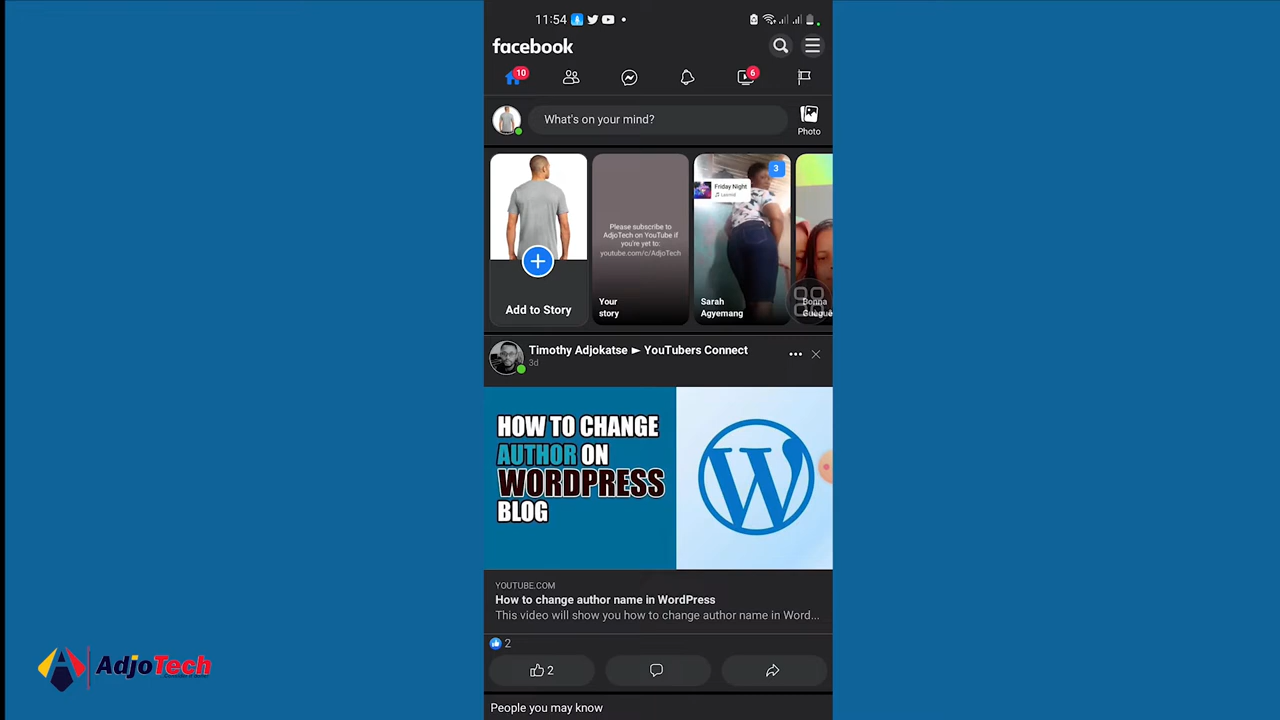 11:54
facebook
10
6
What's on your mind?
Photo
3
Friday Night
Please subscribe to
AdjoTech on YouTube if
you're yet to:
youtube.com/c/AdjoTech
Add to Story
Your
story
Sarah
Agyemang
Timothy Adjokatse ► YouTubers Connect
3d
HOW TO CHANGE
AUTHOR ON
WORDPRESS
BLOG
YOUTUBE.COM
How to change author name in WordPress
This video will show you how to change author name in Word...
2
2
People you may know
AdjoTech